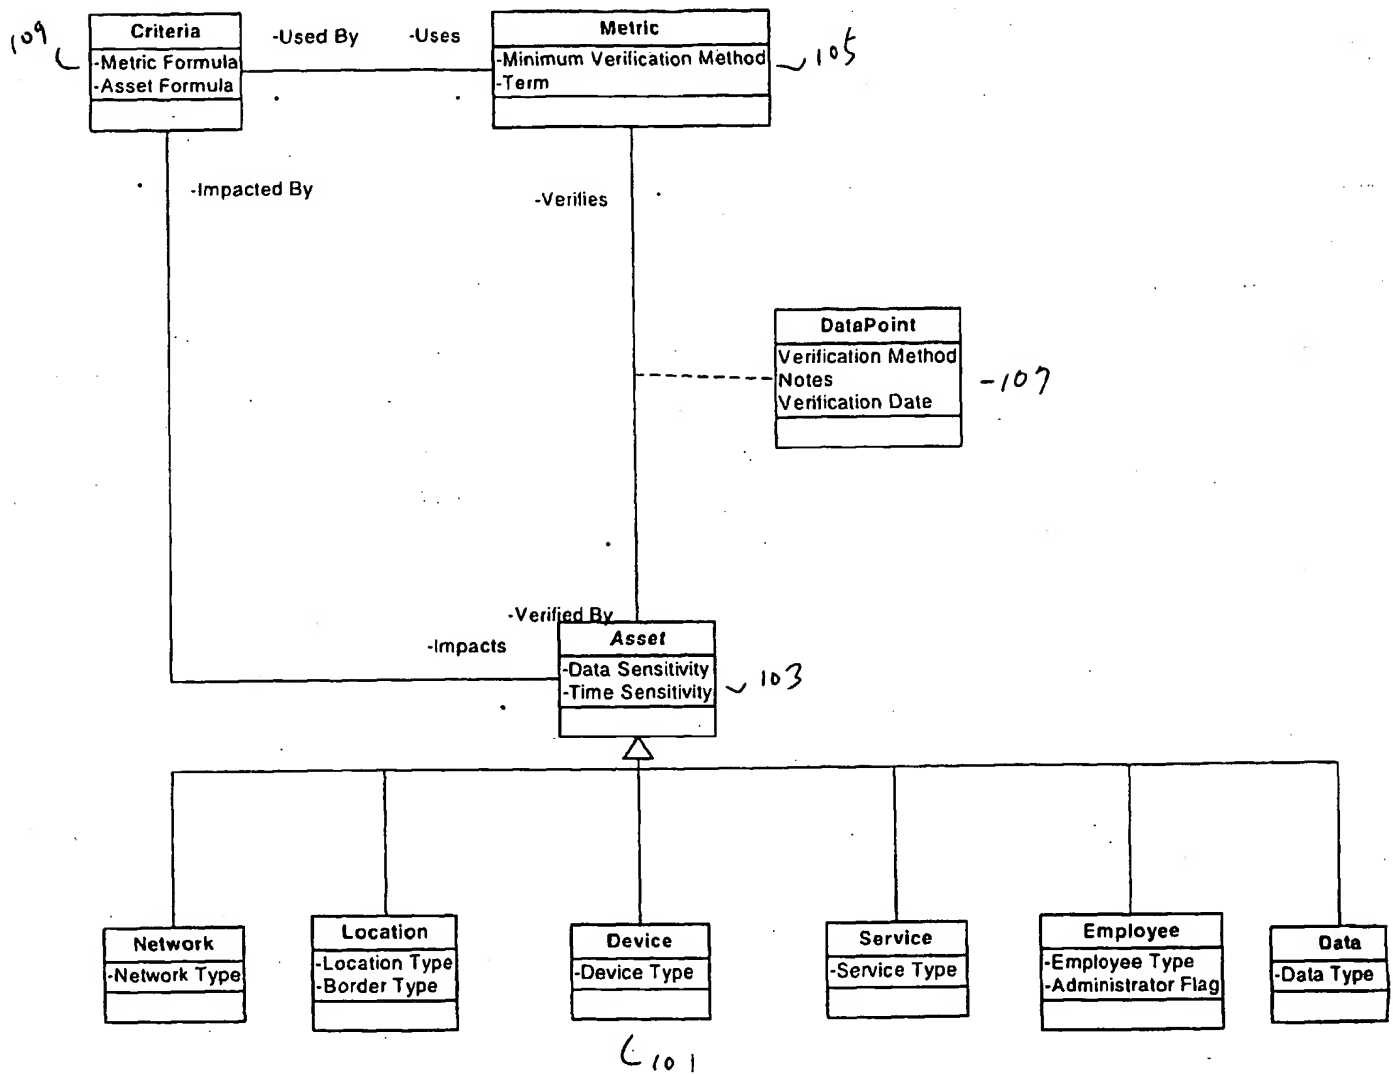 109
Criteria
-Metric Formula
-Asset Formula
-Used By
-Uses
Metric
-Minimum Verification Method
-Term
105
-Impacted By
-Verifies
DataPoint
Verification Method
Notes
Verification Date
-107
-Verified By
-Impacts
Asset
-Data Sensitivity
-Time Sensitivity
103
Network
-Network Type
Location
-Location Type
-Border Type
Device
-Device Type
Service
-Service Type
Employee
-Employee Type
-Administrator Flag
Data
-Data Type
101